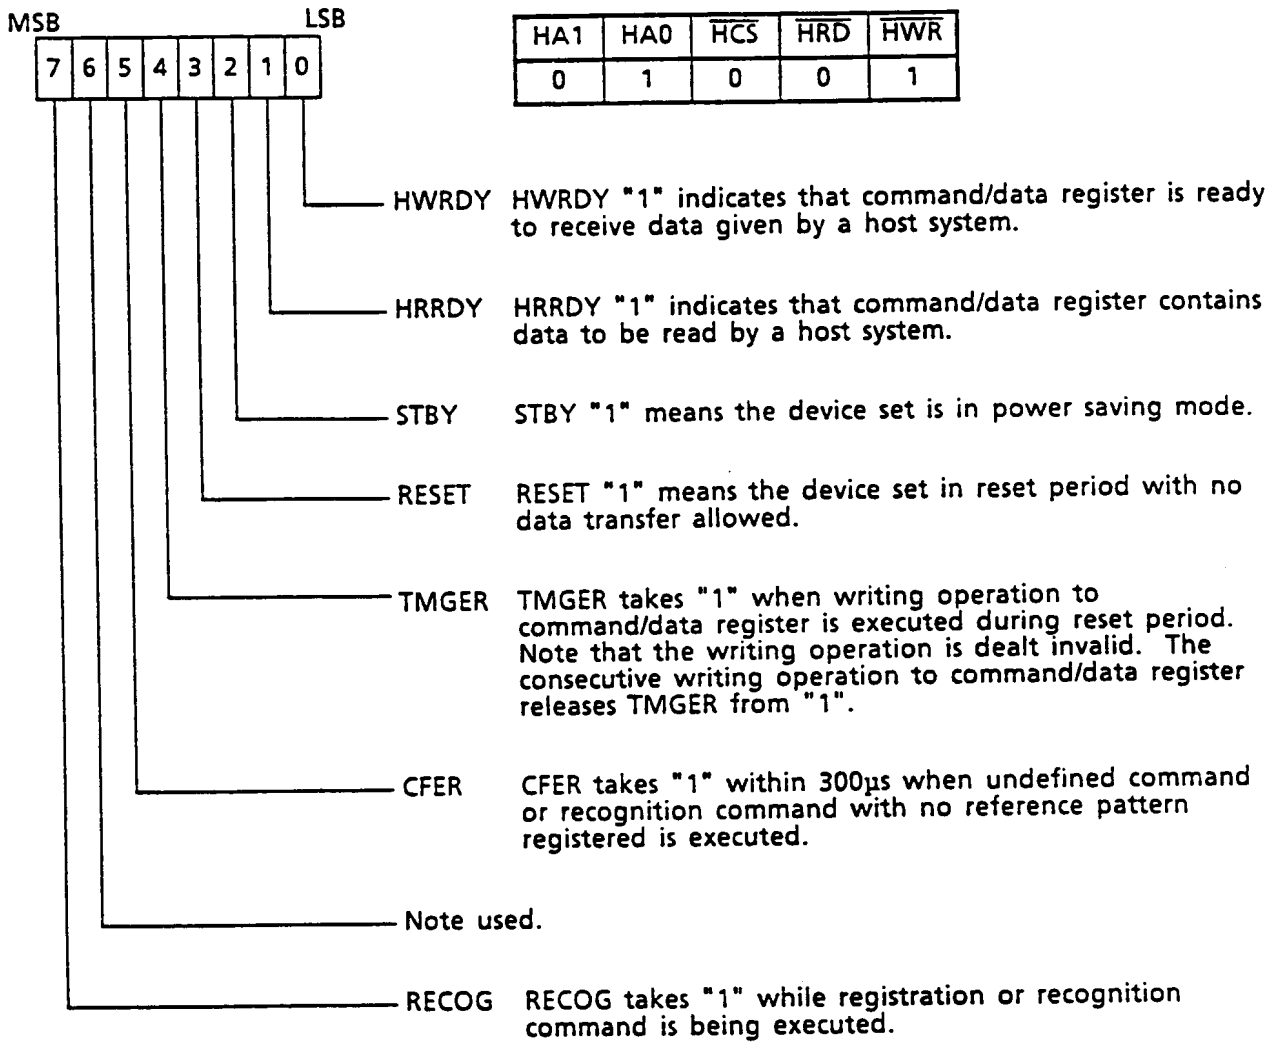 MSB LSB
7 6 5 4 3 2 1 0
HA1 HA0 H̅C̅S̅ H̅R̅D̅ H̅W̅R̅
0 1 0 0 1
HWRDY HWRDY "1" indicates that command/data register is ready
to receive data given by a host system.
HRRDY HRRDY "1" indicates that command/data register contains
data to be read by a host system.
STBY STBY "1" means the device set is in power saving mode.
RESET RESET "1" means the device set in reset period with no
data transfer allowed.
TMGER TMGER takes "1" when writing operation to
command/data register is executed during reset period.
Note that the writing operation is dealt invalid. The
consecutive writing operation to command/data register
releases TMGER from "1".
CFER CFER takes "1" within 300µs when undefined command
or recognition command with no reference pattern
registered is executed.
Note used.
RECOG RECOG takes "1" while registration or recognition
command is being executed.